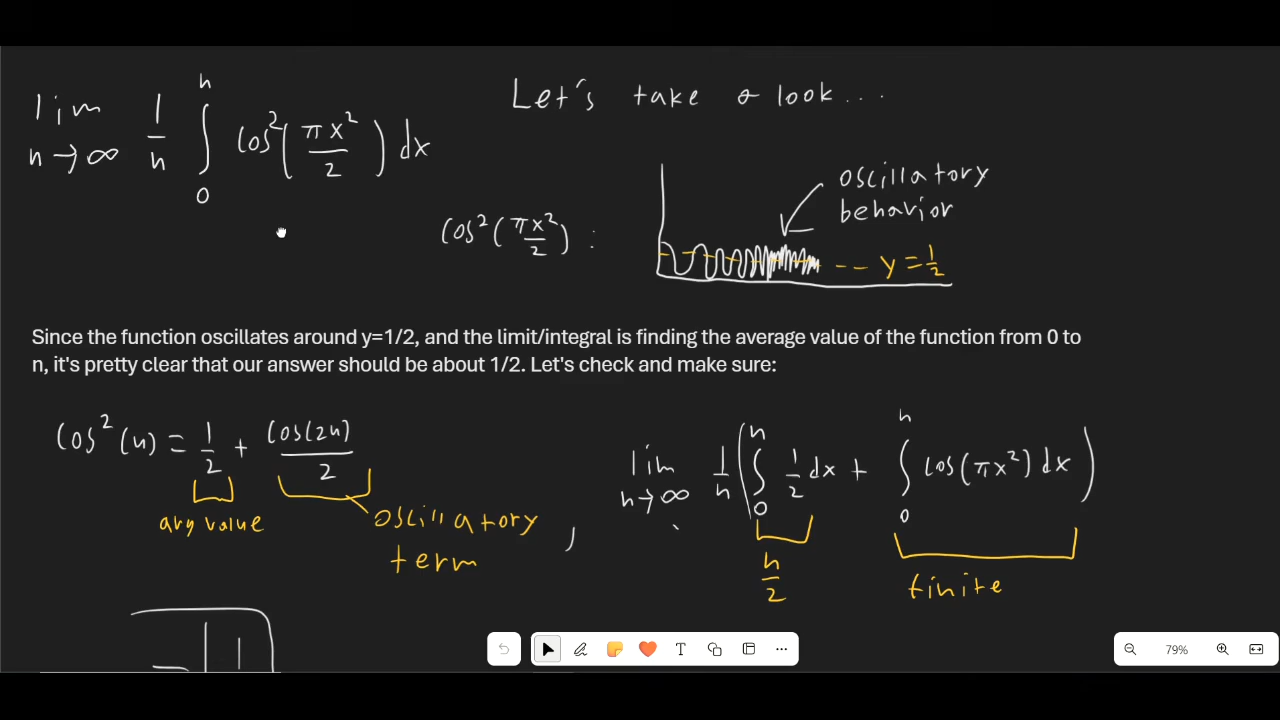 lim n→∞ 1/n ∫₀ⁿ cos²(πx²/2) dx
Let's take a look...
cos²(πx²/2) :
oscillatory
behavior
-- y = 1/2
Since the function oscillates around y=1/2, and the limit/integral is finding the average value of the function from 0 to
n, it's pretty clear that our answer should be about 1/2. Let's check and make sure:
cos²(u) = 1/2 + cos(2u)/2
avg value
oscillatory
term
,
lim n→∞ 1/n (∫₀ⁿ 1/2 dx + ∫₀ⁿ cos(πx²) dx)
n/2
finite
=
T
...
79%